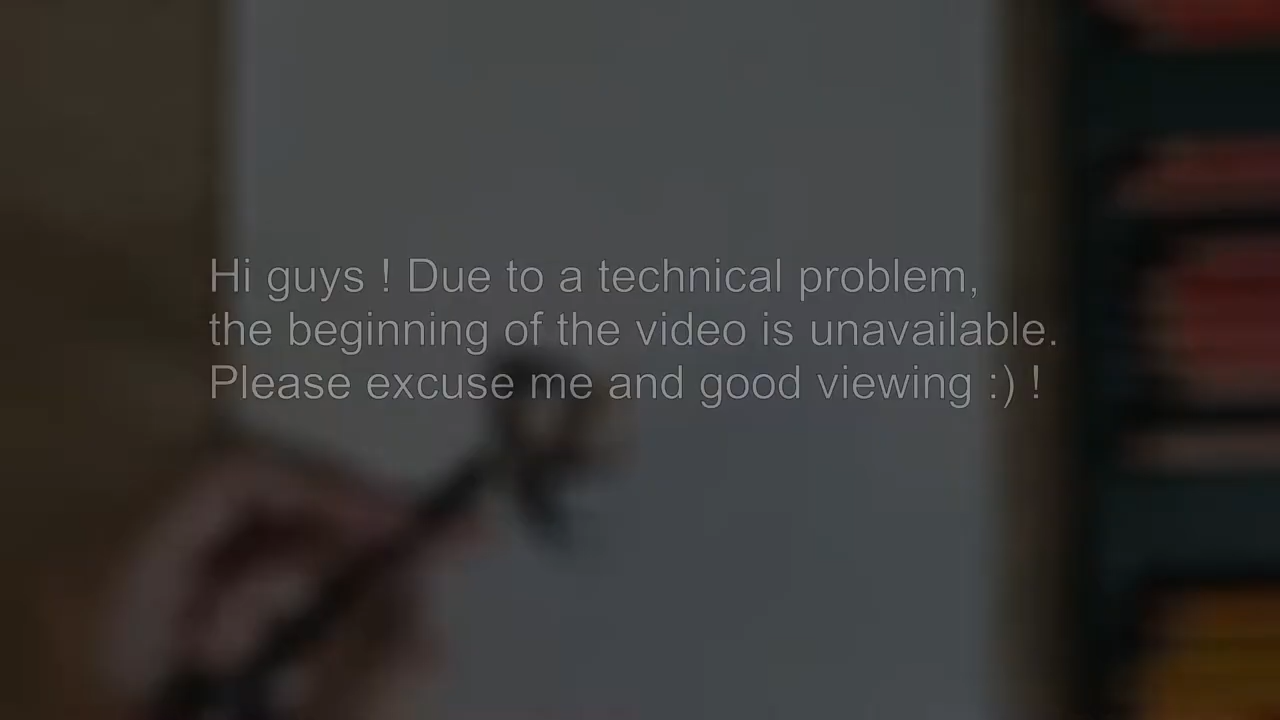 Hi guys ! Due to a technical problem,
the beginning of the video is unavailable.
Please excuse me and good viewing :) !